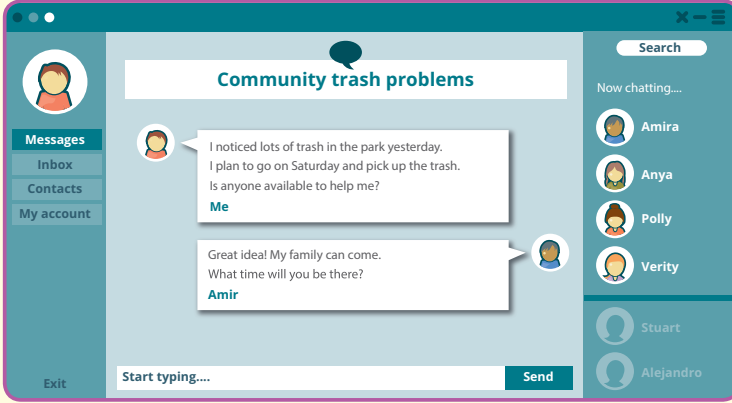 Community trash problems
Messages
Inbox
Contacts
My account
Exit
I noticed lots of trash in the park yesterday.
I plan to go on Saturday and pick up the trash.
Is anyone available to help me?
Me
Great idea! My family can come.
What time will you be there?
Amir
Start typing....
Send
Search
Now chatting....
Amira
Anya
Polly
Verity
Stuart
Alejandro